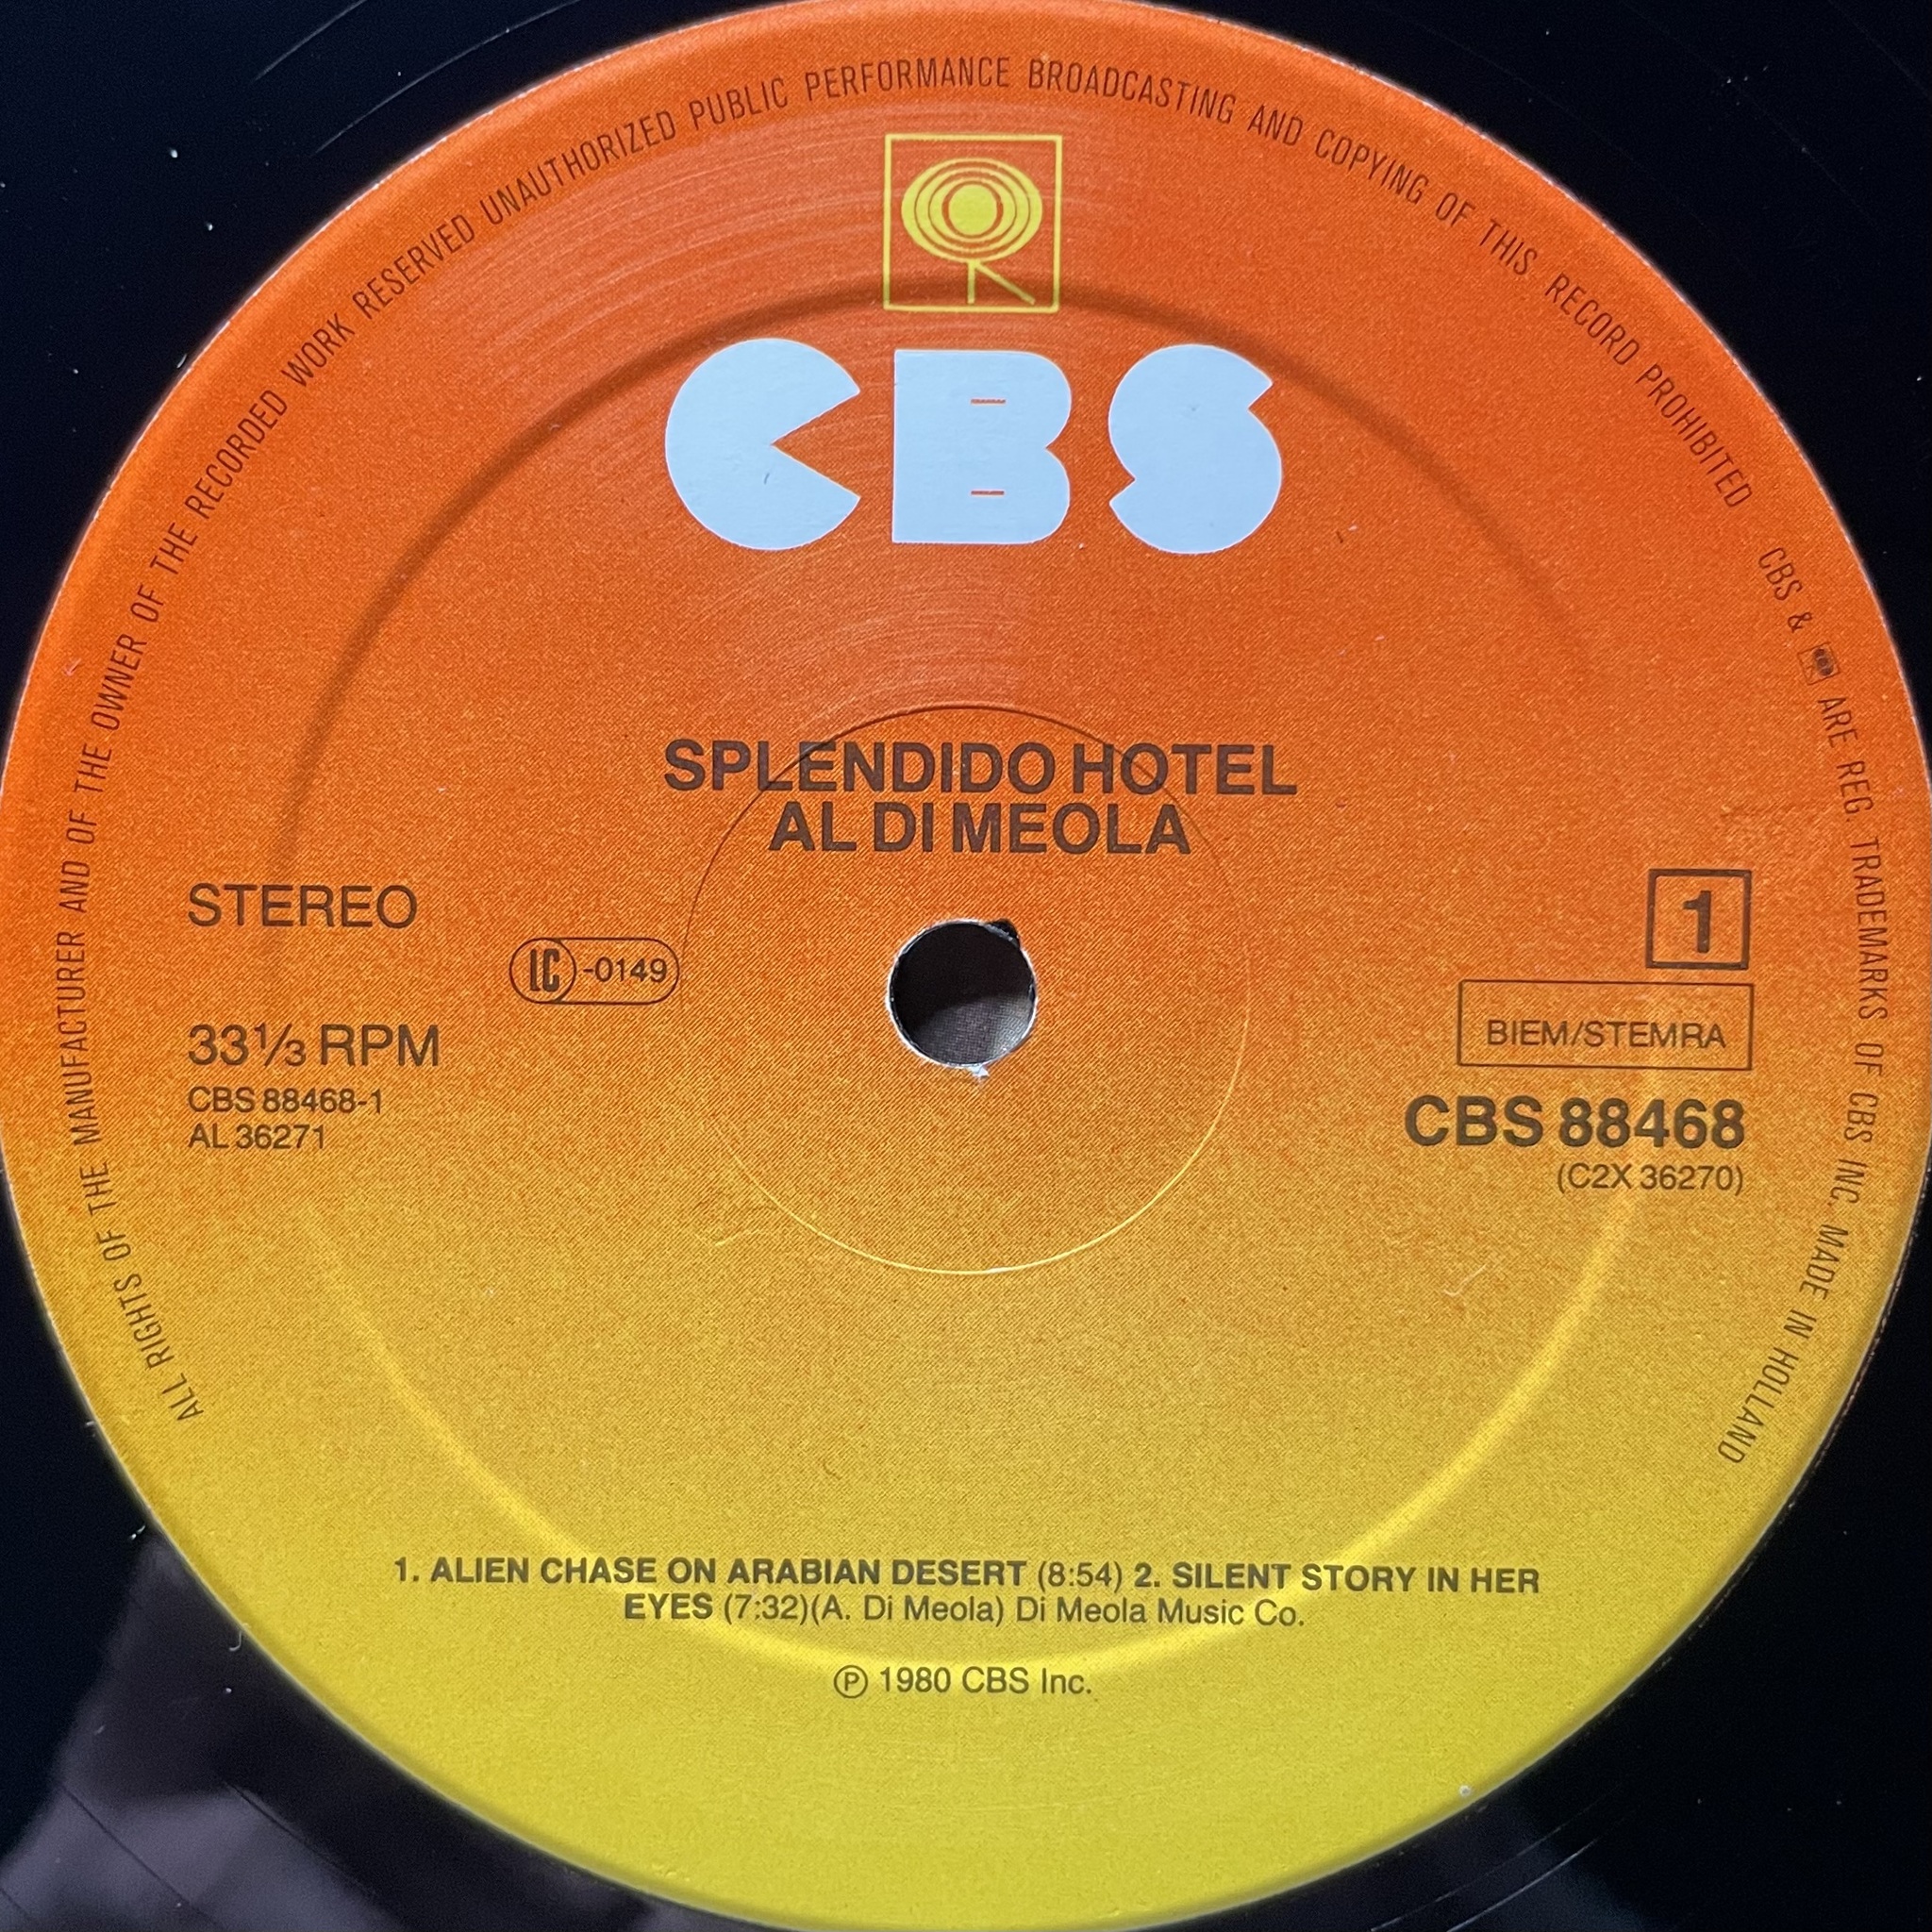 ALL RIGHTS OF THE MANUFACTURER AND OF THE OWNER OF THE RECORDED WORK RESERVED UNAUTHORIZED PUBLIC PERFORMANCE BROADCASTING AND COPYING OF THIS RECORD PROHIBITED CBS & ARE REG. TRADEMARKS OF CBS INC. MADE IN HOLLAND
CBS
SPLENDIDO HOTEL
AL DI MEOLA
STEREO
LC-0149
33⅓ RPM
CBS 88468-1
AL 36271
1
BIEM/STEMRA
CBS 88468
(C2X 36270)
1. ALIEN CHASE ON ARABIAN DESERT (8:54) 2. SILENT STORY IN HER
EYES (7:32)(A. Di Meola) Di Meola Music Co.
℗ 1980 CBS Inc.